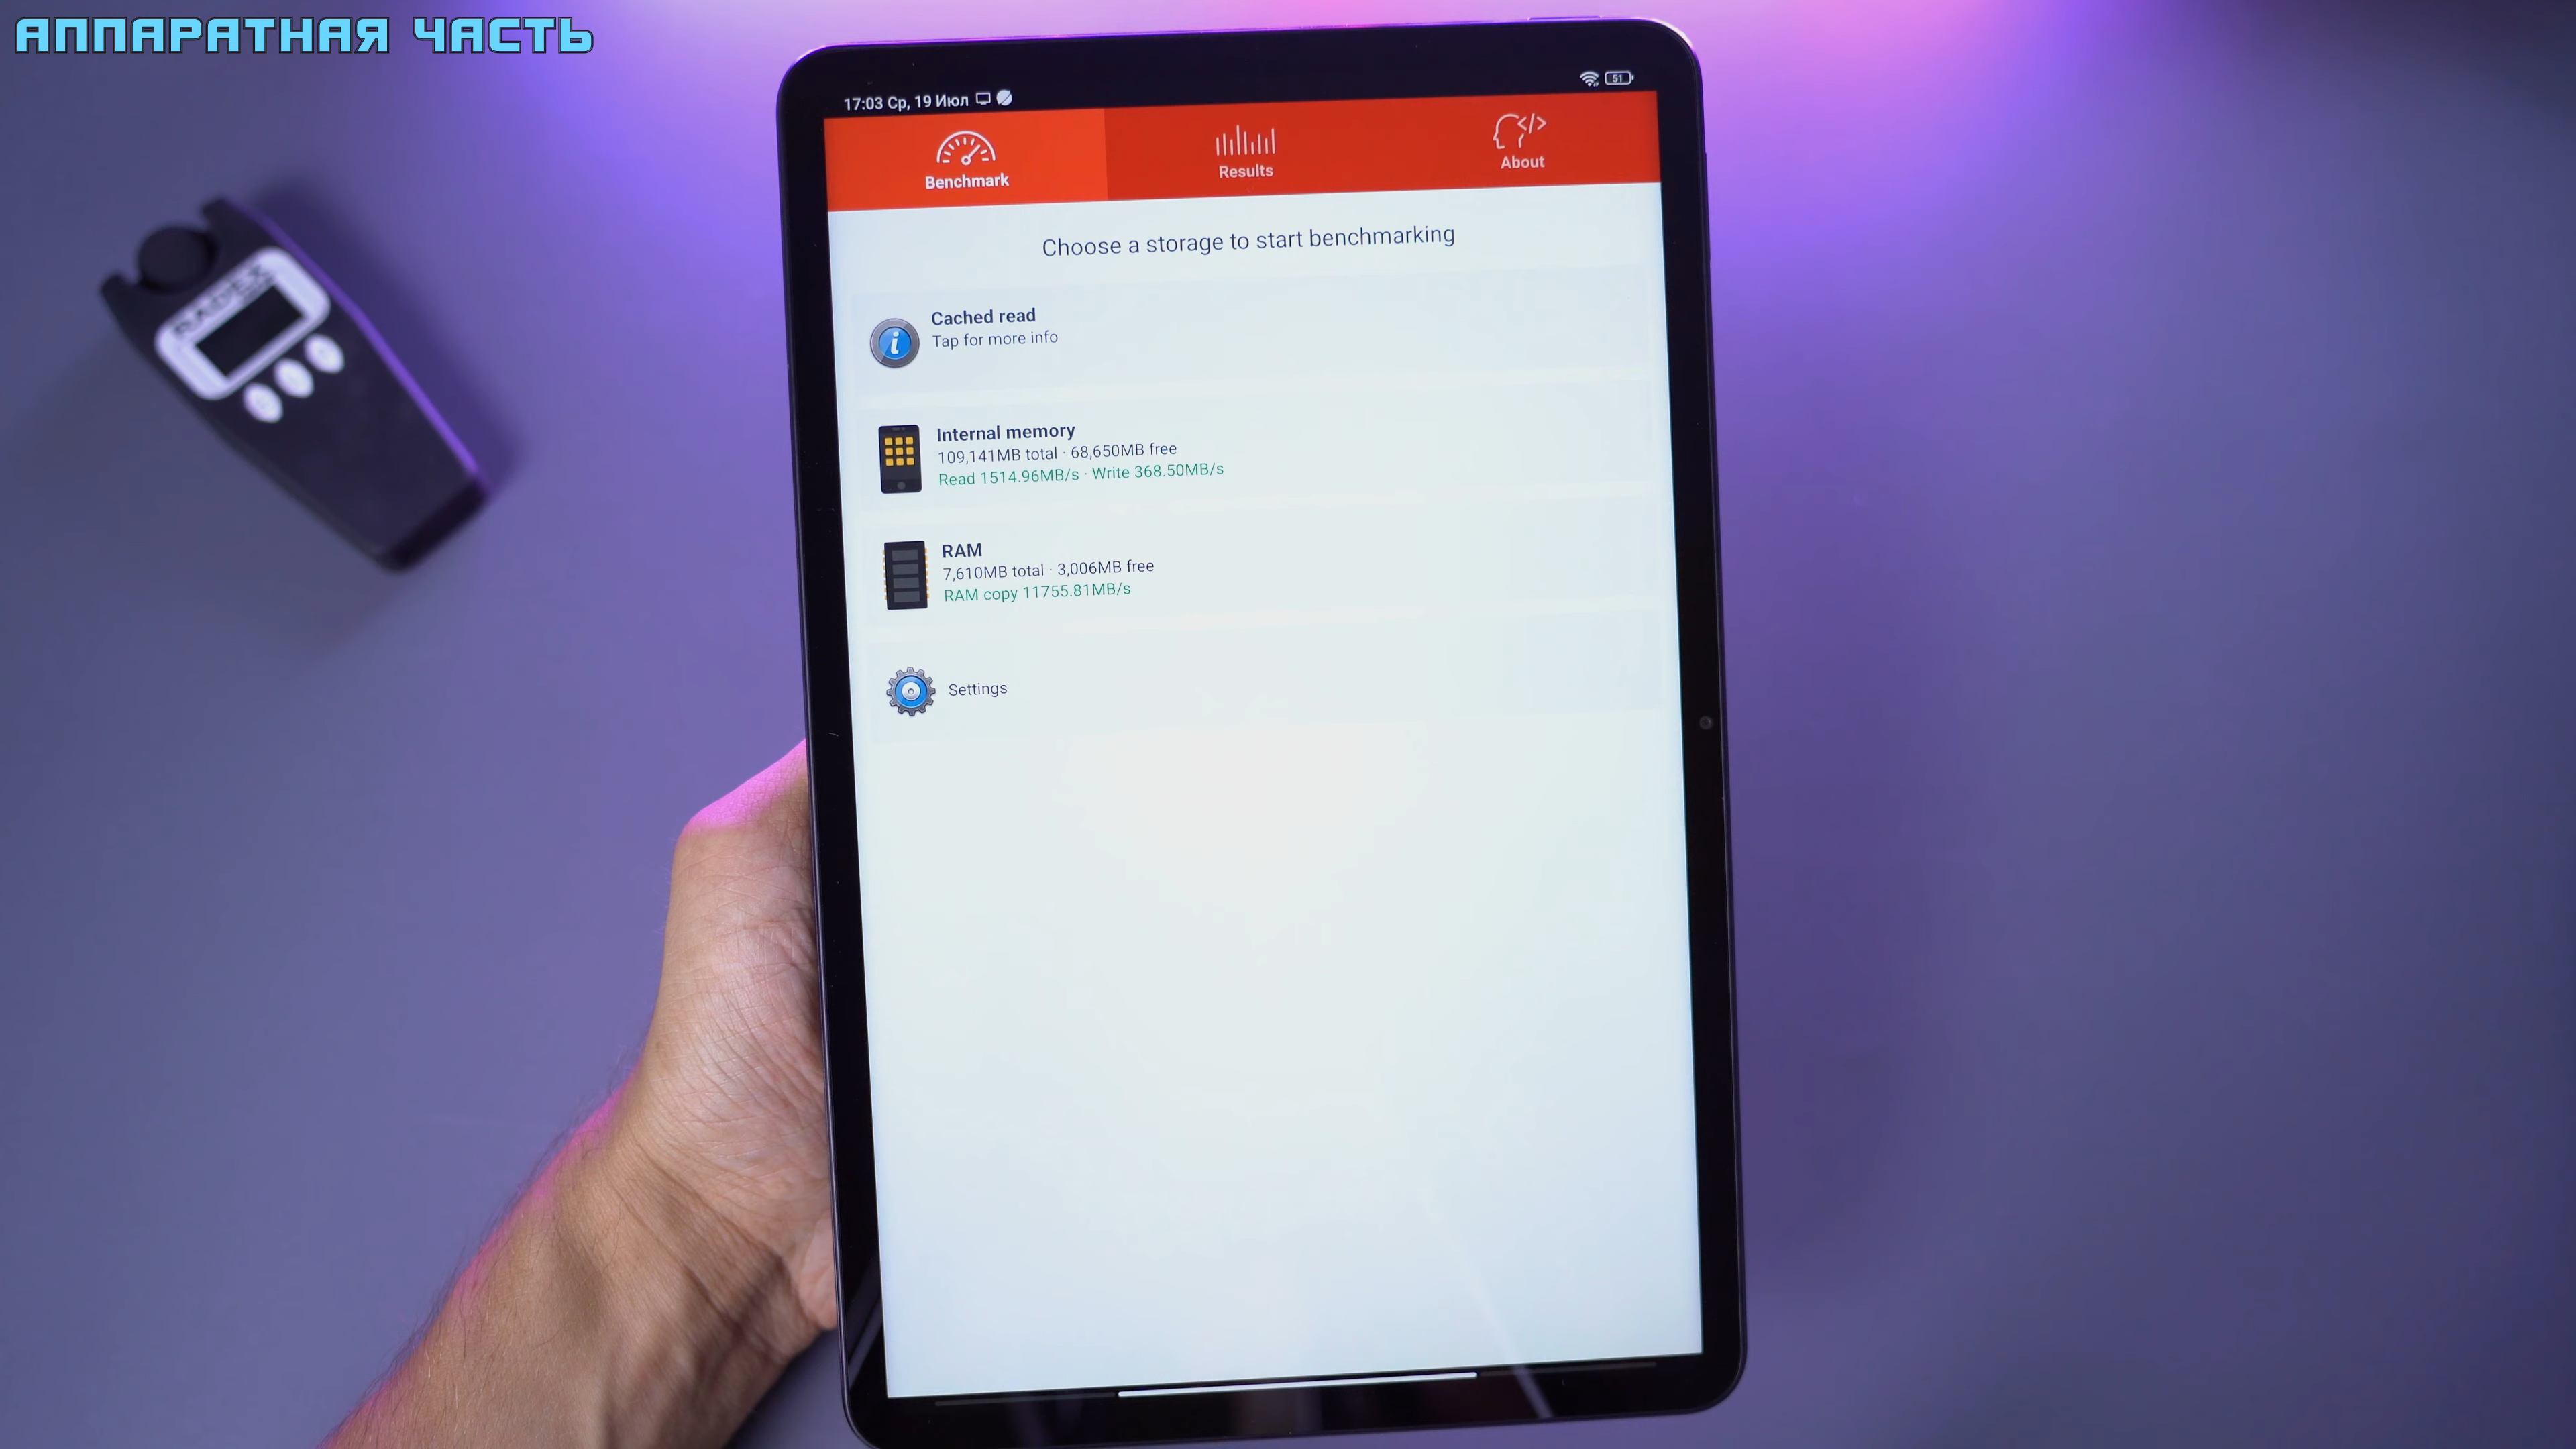 АППАРАТНАЯ ЧАСТЬ
17:03 Ср, 19 Июл
51
Benchmark
Results
About
Choose a storage to start benchmarking
Cached read
Tap for more info
Internal memory
109,141MB total · 68,650MB free
Read 1514.96MB/s · Write 368.50MB/s
RAM
7,610MB total · 3,006MB free
RAM copy 11755.81MB/s
Settings
RADEX